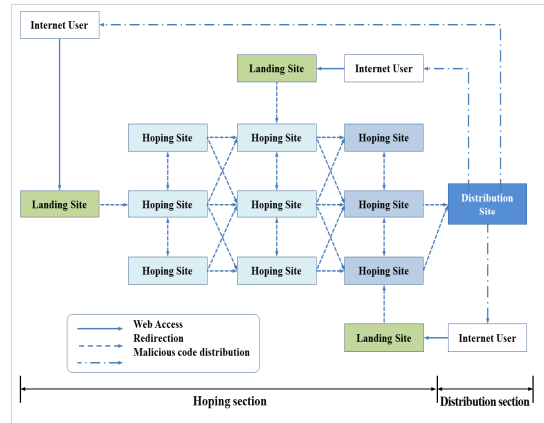 Internet User
Landing Site
Internet User
Hoping Site
Hoping Site
Hoping Site
Landing Site
Hoping Site
Hoping Site
Hoping Site
Distribution
Site
Hoping Site
Hoping Site
Hoping Site
Web Access
Redirection
Malicious code distribution
Landing Site
Internet User
Hoping section
Distribution section